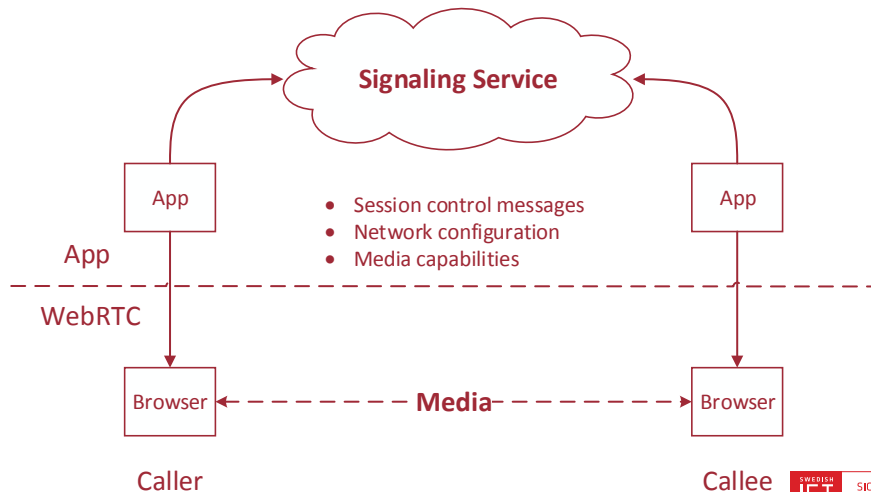 Signaling Service
App
App
• Session control messages
• Network configuration
• Media capabilities
App
WebRTC
Browser
Media
Browser
Caller
Callee
SWEDISH